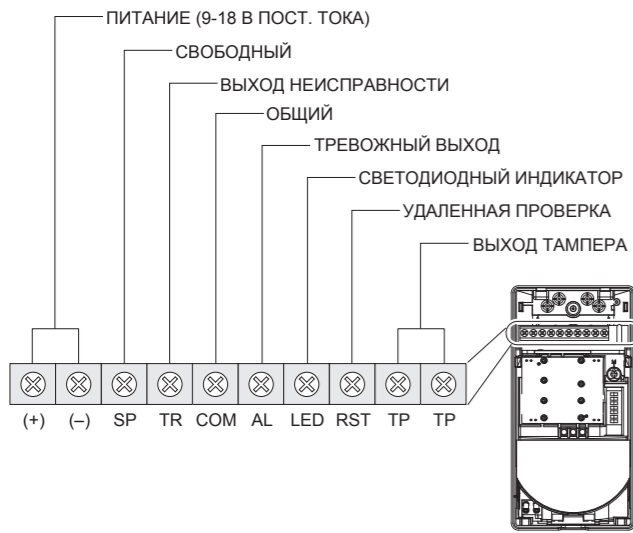 ПИТАНИЕ (9-18 В ПОСТ. ТОКА)
СВОБОДНЫЙ
ВЫХОД НЕИСПРАВНОСТИ
ОБЩИЙ
ТРЕВОЖНЫЙ ВЫХОД
СВЕТОДИОДНЫЙ ИНДИКАТОР
УДАЛЕННАЯ ПРОВЕРКА
ВЫХОД ТАМПЕРА
(+) (–) SP TR COM AL LED RST TP TP